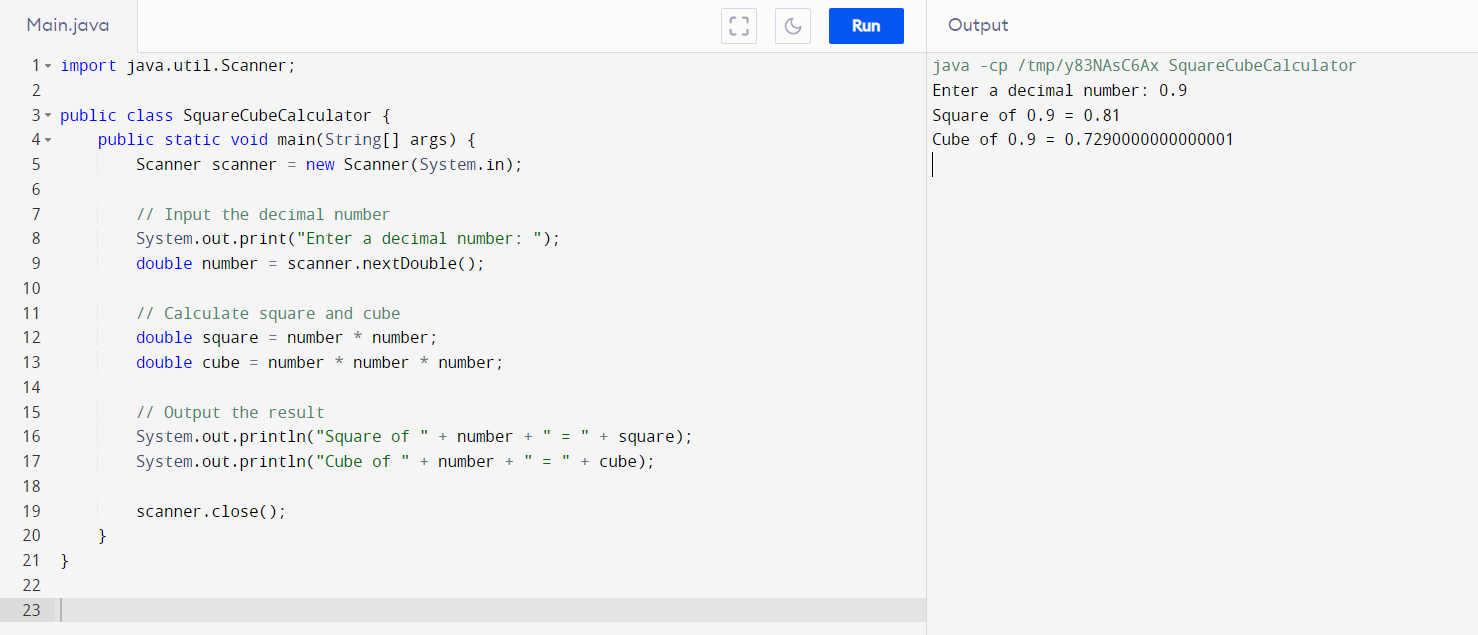 Main.java
Run
Output
1 import java.util.Scanner;
2
3 public class SquareCubeCalculator {
4     public static void main(String[] args) {
5         Scanner scanner = new Scanner(System.in);
6
7         // Input the decimal number
8         System.out.print("Enter a decimal number: ");
9         double number = scanner.nextDouble();
10
11         // Calculate square and cube
12         double square = number * number;
13         double cube = number * number * number;
14
15         // Output the result
16         System.out.println("Square of " + number + " = " + square);
17         System.out.println("Cube of " + number + " = " + cube);
18
19         scanner.close();
20     }
21 }
22
23
java -cp /tmp/y83NAsC6Ax SquareCubeCalculator
Enter a decimal number: 0.9
Square of 0.9 = 0.81
Cube of 0.9 = 0.7290000000000001